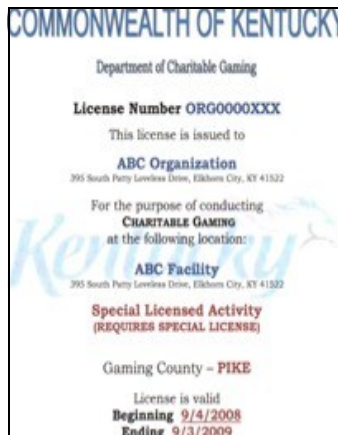 COMMONWEALTH OF KENTUCKY
Department of Charitable Gaming
License Number ORG0000XXX
This license is issued to
ABC Organization
395 South Patty Loveless Drive, Elkhorn City, KY 41522
For the purpose of conducting
CHARITABLE GAMING
at the following location:
Kentucky
ABC Facility
395 South Patty Loveless Drive, Elkhorn City, KY 41522
Special Licensed Activity
(REQUIRES SPECIAL LICENSE)
Gaming County – PIKE
License is valid
Beginning 9/4/2008
Ending 9/3/2009